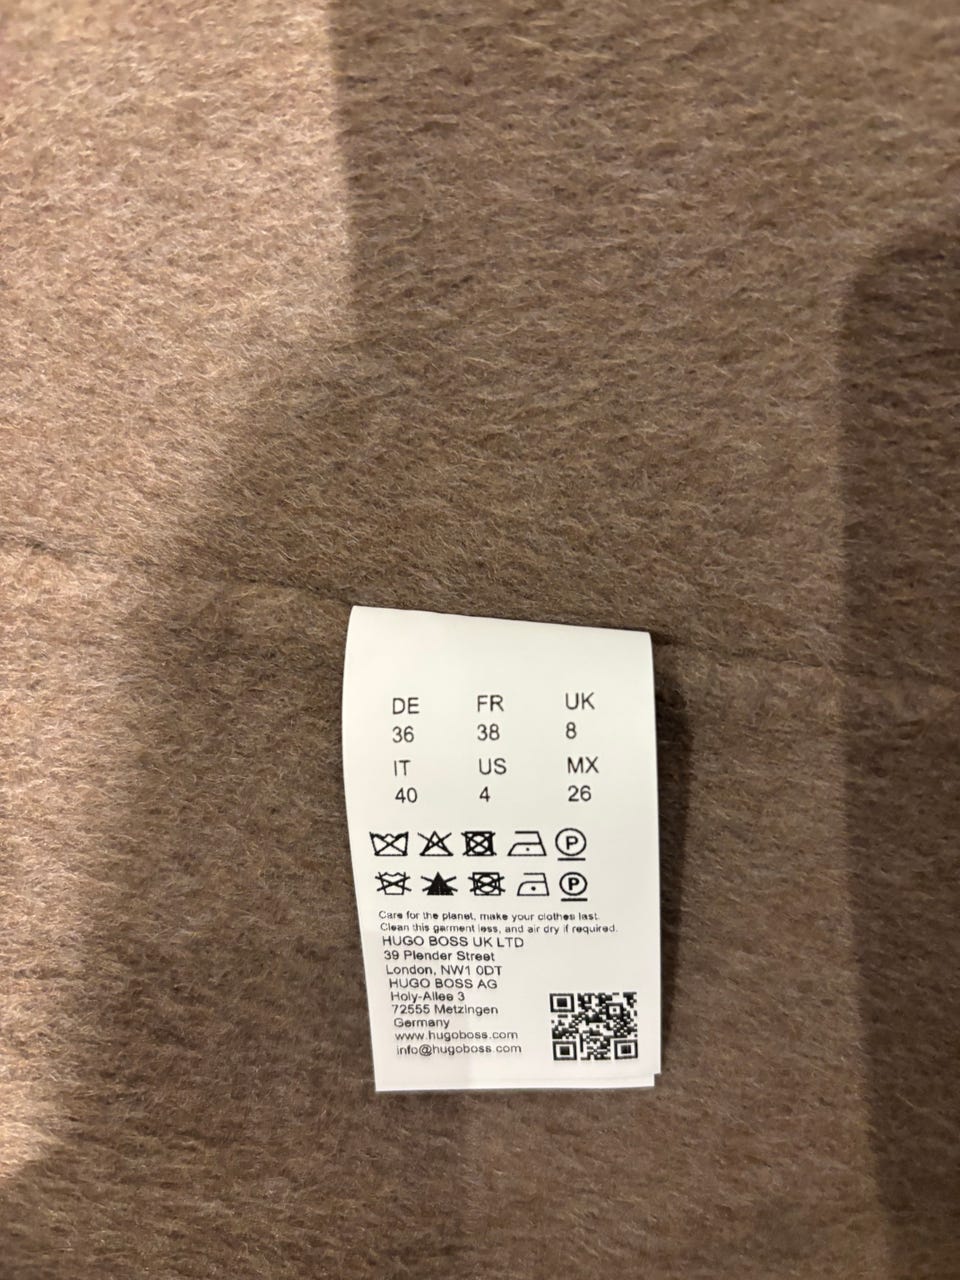 DE FR UK
36 38 8
IT US MX
40 4 26
P
P
Care for the planet, make your clothes last.
Clean this garment less, and air dry if required.
HUGO BOSS UK LTD
39 Plender Street
London, NW1 0DT
HUGO BOSS AG
Holy-Allee 3
72555 Metzingen
Germany
www.hugoboss.com
info@hugoboss.com